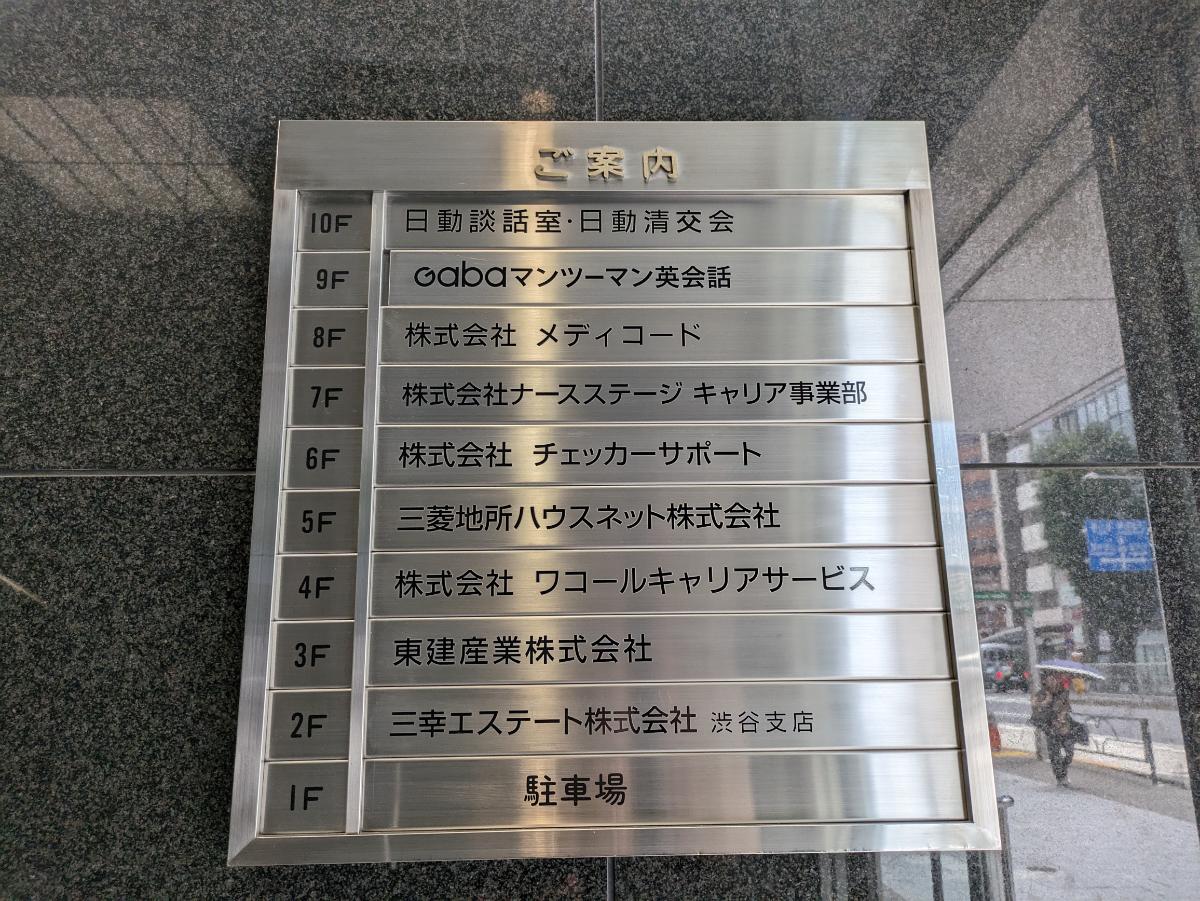 ご案内
10F 日動談話室・日動清交会
9F Gabaマンツーマン英会話
8F 株式会社 メディコード
7F 株式会社ナースステージ キャリア事業部
6F 株式会社 チェッカーサポート
5F 三菱地所ハウスネット株式会社
4F 株式会社 ワコールキャリアサービス
3F 東建産業株式会社
2F 三幸エステート株式会社 渋谷支店
1F 駐車場